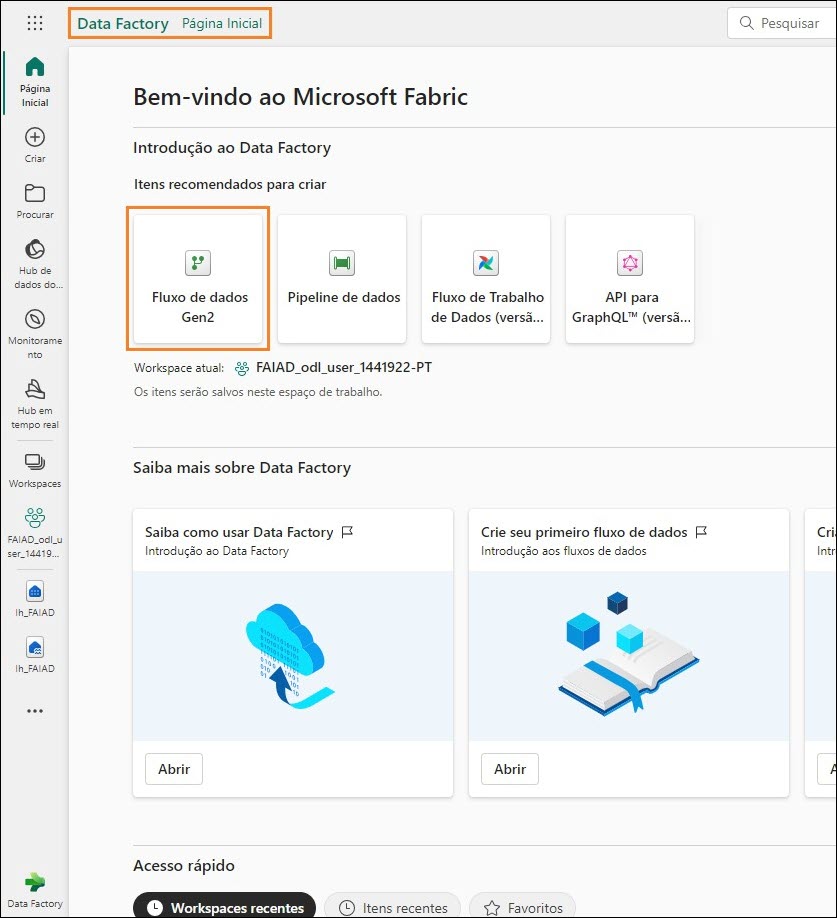 Data Factory Página Inicial
Pesquisar
Página
Inicial
Criar
Procurar
Hub de
dados do...
Monitorame
nto
Hub em
tempo real
Workspaces
FAIAD_odl_u
ser_14419...
lh_FAIAD
lh_FAIAD
Data Factory
Bem-vindo ao Microsoft Fabric
Introdução ao Data Factory
Itens recomendados para criar
Fluxo de dados
Gen2
Pipeline de dados
Fluxo de Trabalho
de Dados (versã...
API para
GraphQL™ (versã...
Workspace atual: FAIAD_odl_user_1441922-PT
Os itens serão salvos neste espaço de trabalho.
Saiba mais sobre Data Factory
Saiba como usar Data Factory
Introdução ao Data Factory
Abrir
Crie seu primeiro fluxo de dados
Introdução aos fluxos de dados
Abrir
Acesso rápido
Workspaces recentes
Itens recentes
Favoritos